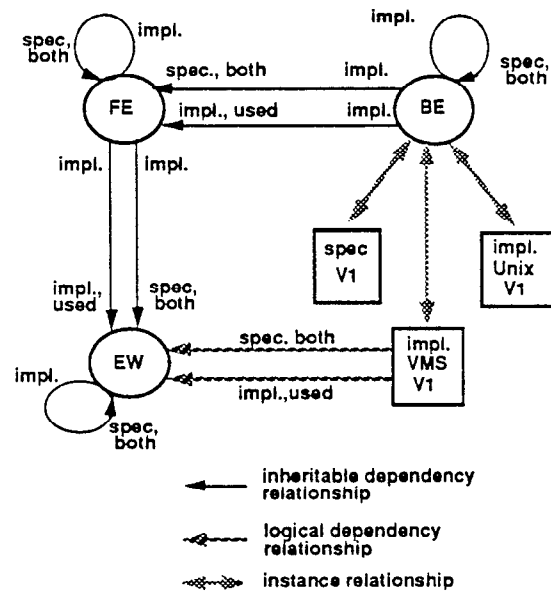 impl.
spec,
both
FE
spec., both
impl.
impl., used
impl.
impl.
spec,
both
BE
impl.
impl.
impl.,
used
spec,
both
spec
V1
impl.
Unix
V1
impl.
VMS
V1
spec. both
impl.,used
EW
impl.
spec,
both
inheritable dependency
relationship
logical dependency
relationship
instance relationship